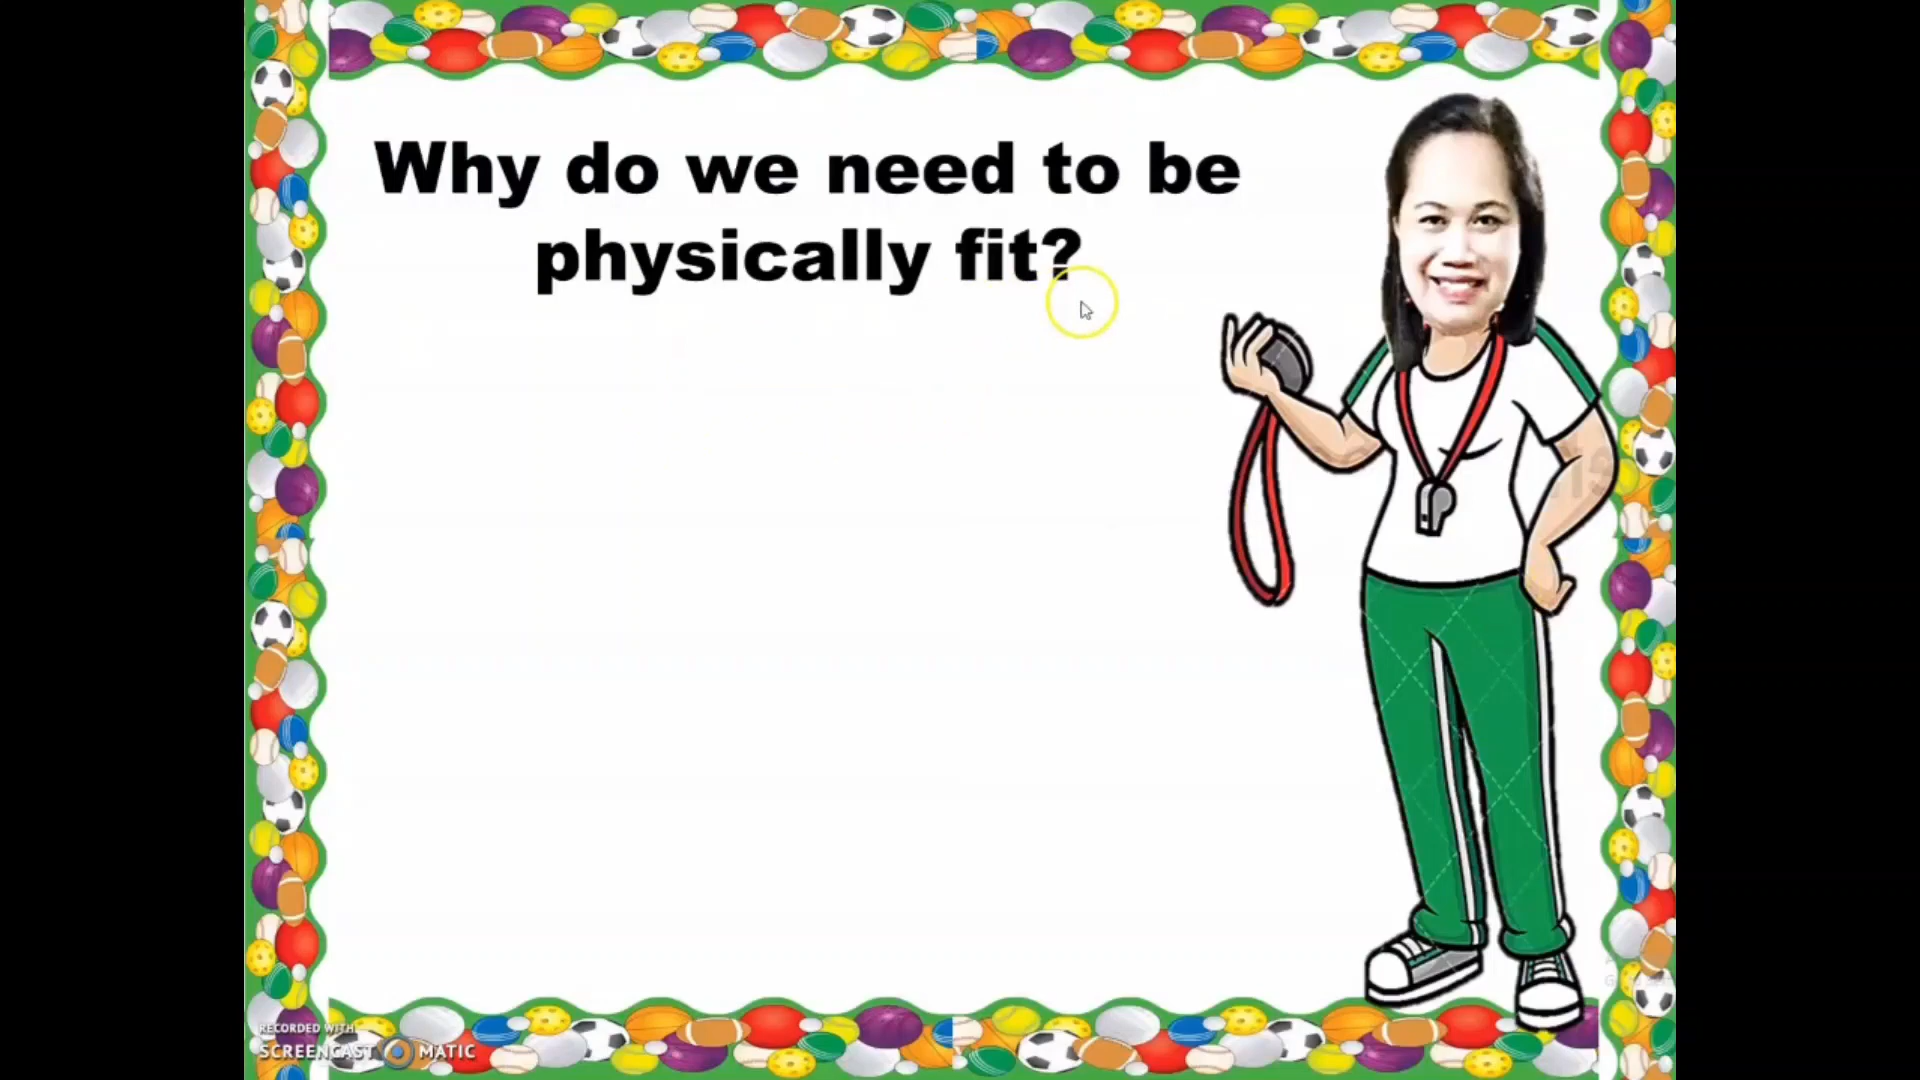 Why do we need to be
physically fit?
RECORDED WITH
SCREENCAST MATIC